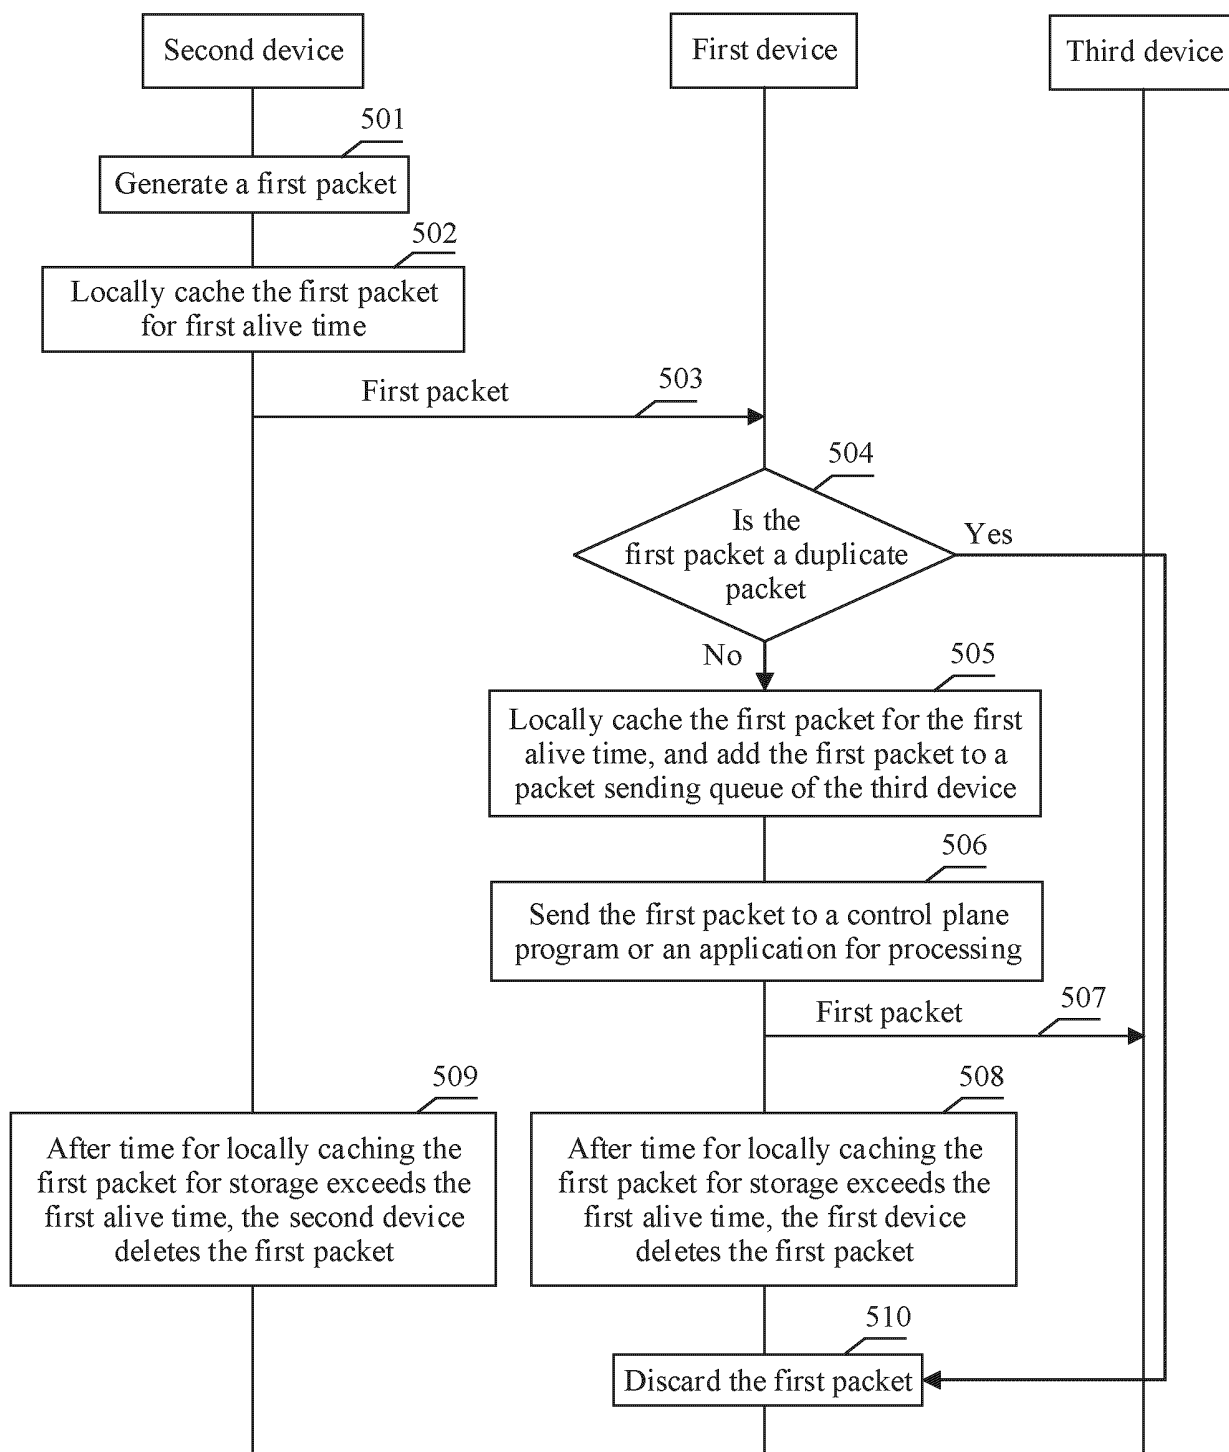 Second device
First device
Third device
501
Generate a first packet
502
Locally cache the first packet
for first alive time
First packet
503
504
Is the
first packet a duplicate
packet
Yes
No
505
Locally cache the first packet for the first
alive time, and add the first packet to a
packet sending queue of the third device
506
Send the first packet to a control plane
program or an application for processing
First packet
507
509
After time for locally caching the
first packet for storage exceeds the
first alive time, the second device
deletes the first packet
508
After time for locally caching the
first packet for storage exceeds the
first alive time, the first device
deletes the first packet
510
Discard the first packet